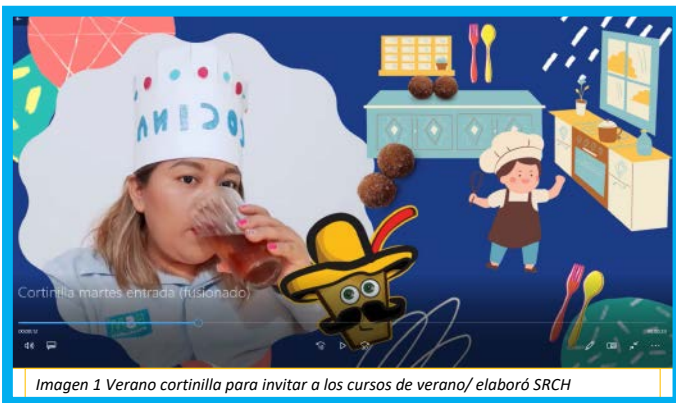 COCINA
Cortinilla martes entrada (fusionado)
Imagen 1 Verano cortinilla para invitar a los cursos de verano/ elaboró SRCH